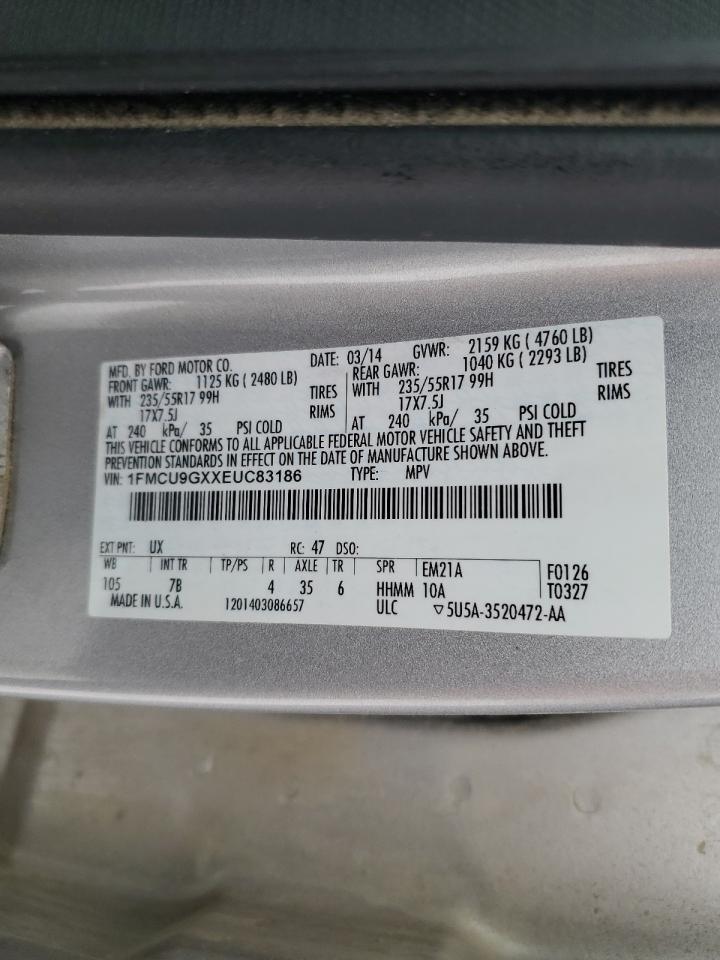 MFD. BY FORD MOTOR CO. DATE: 03/14 GVWR: 2159 KG ( 4760 LB)
FRONT GAWR: 1125 KG ( 2480 LB) REAR GAWR: 1040 KG ( 2293 LB)
WITH 235/55R17 99H TIRES WITH 235/55R17 99H TIRES
17X7.5J RIMS 17X7.5J RIMS
AT 240 kPa/ 35 PSI COLD AT 240 kPa/ 35 PSI COLD
THIS VEHICLE CONFORMS TO ALL APPLICABLE FEDERAL MOTOR VEHICLE SAFETY AND THEFT
PREVENTION STANDARDS IN EFFECT ON THE DATE OF MANUFACTURE SHOWN ABOVE.
VIN: 1FMCU9GXXEUC83186 TYPE: MPV
EXT PNT: UX RC: 47 DSO:
WB INT TR TP/PS R AXLE TR SPR EM21A F0126
105 7B 4 35 6 HHMM 10A T0327
MADE IN U.S.A. 1201403086657 ULC ▽5U5A-3520472-AA